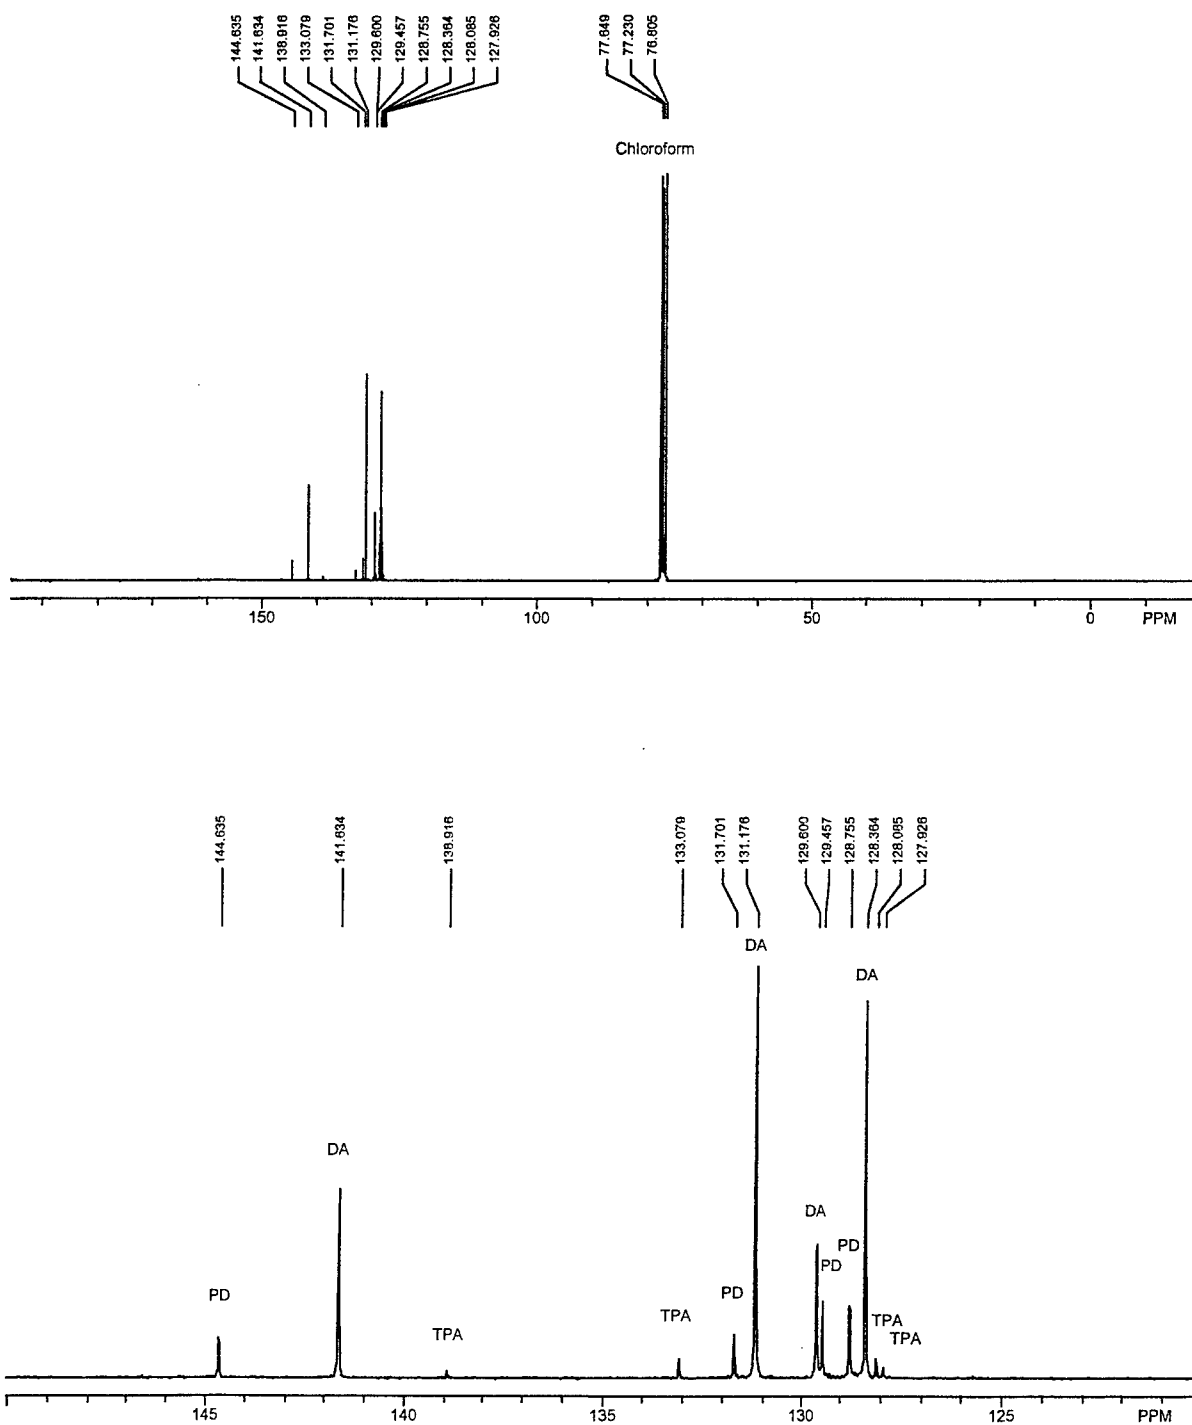 144.635
141.634
138.916
133.079
131.701
131.176
129.600
129.457
128.755
128.364
128.085
127.926
77.649
77.230
76.805
Chloroform
150
100
50
0
PPM
144.635
141.634
138.916
133.079
131.701
131.176
129.600
129.457
128.755
128.364
128.085
127.926
DA
DA
DA
DA
PD
PD
PD
PD
TPA
TPA
TPA
TPA
145
140
135
130
125
PPM